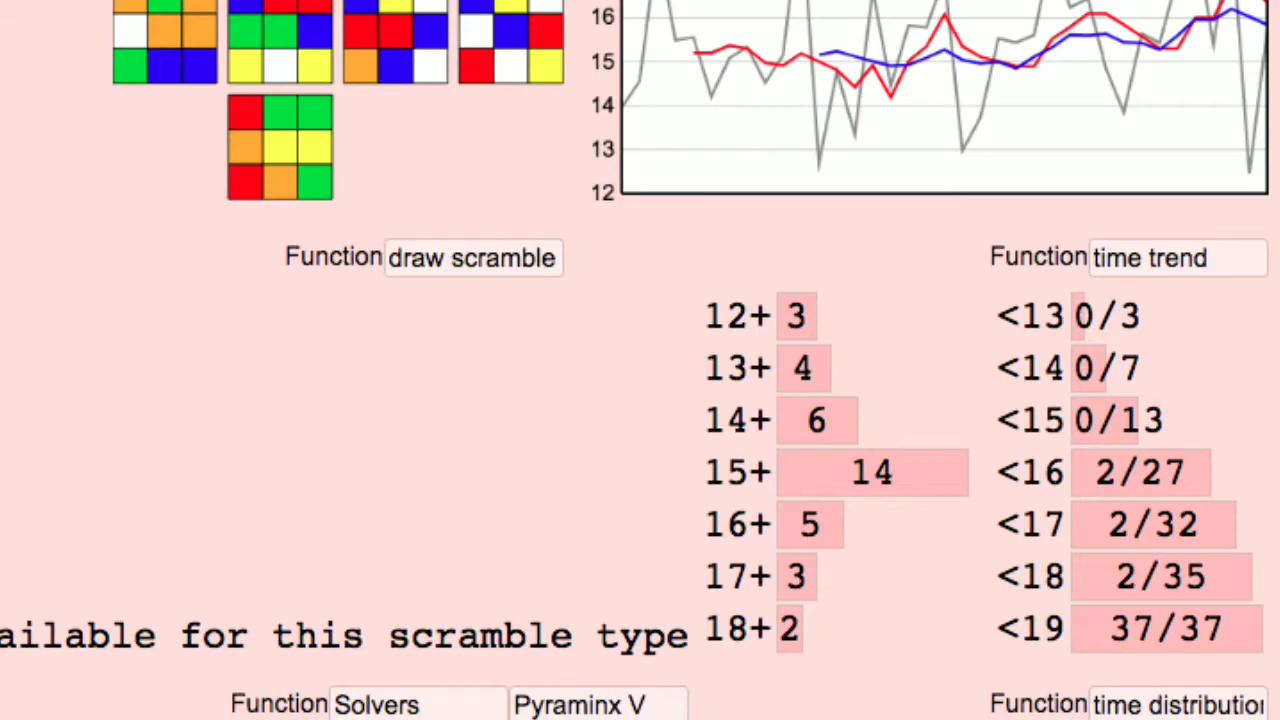 16
15
14
13
12
Function draw scramble
Function time trend
12+ 3 <13 0/3
13+ 4 <14 0/7
14+ 6 <15 0/13
15+ 14 <16 2/27
16+ 5 <17 2/32
17+ 3 <18 2/35
ailable for this scramble type 18+ 2 <19 37/37
Function Solvers Pyraminx V
Function time distribution